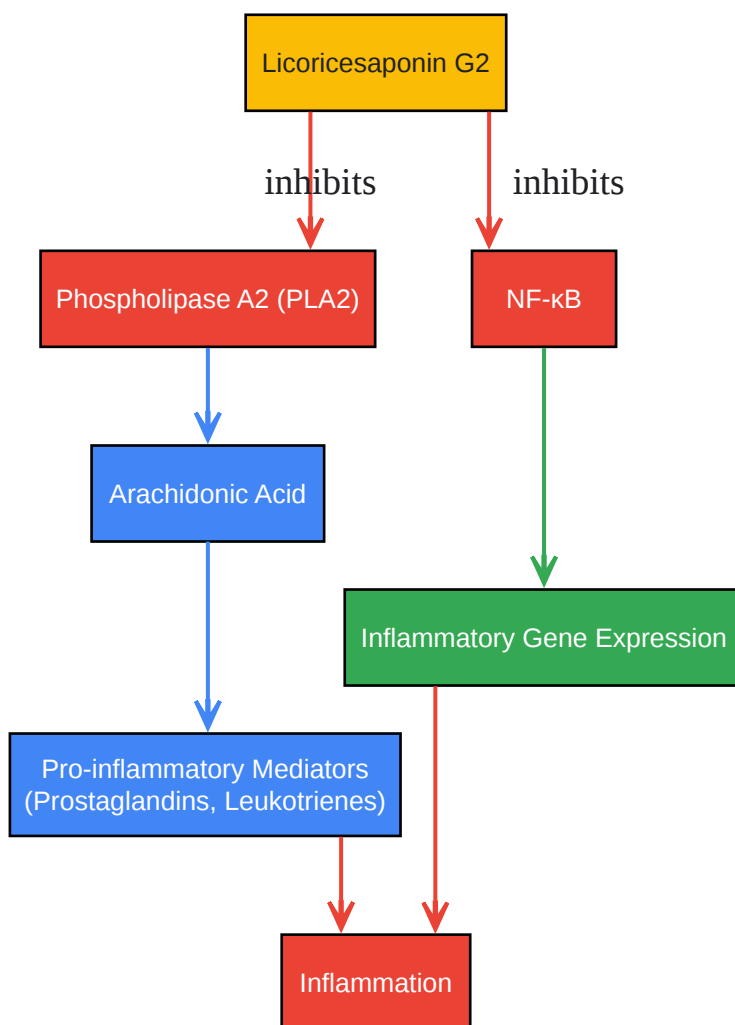 Licoricesaponin G2
inhibits
inhibits
Phospholipase A2 (PLA2)
NF-κB
Arachidonic Acid
Inflammatory Gene Expression
Pro-inflammatory Mediators
(Prostaglandins, Leukotrienes)
Inflammation